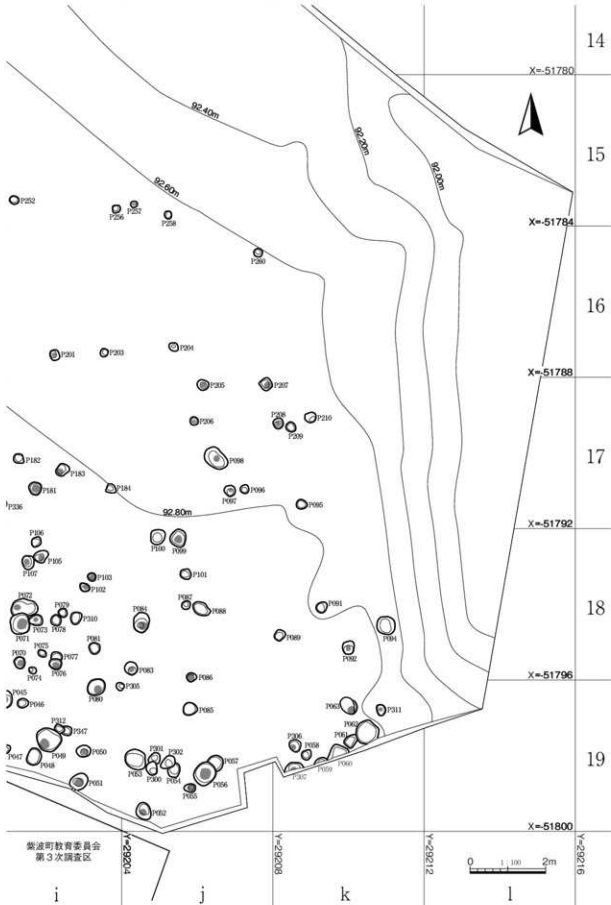 14
X=-51780
92.40m
92.20m
15
92.00m
92.60m
P252
P256
P257
P258
X=-51784
P260
16
P201
P203
P204
X=-51788
P205
P207
P206
P208
P210
P209
17
P182
P183
P098
P181
P184
P097
P096
P095
P336
92.80m
X=-51792
P106
P100
P099
P105
P107
P103
P101
P102
18
P072
P079
P087
P088
P091
P310
P084
P071
P073
P078
P094
P089
P081
P092
P075
P077
P070
P076
P083
P074
P086
X=-51796
P045
P080
P305
P046
P085
P063
P311
P312
P347
P062
P061
P049
P306
P047
P050
P301
P302
P058
P048
P053
P057
P060
P300
P054
P056
P307
P059
19
P051
P055
P052
X=-51800
紫波町教育委員会
第3次調査区
Y=29204
Y=29208
Y=29212
Y=29216
0 1:100 2m
i j k l